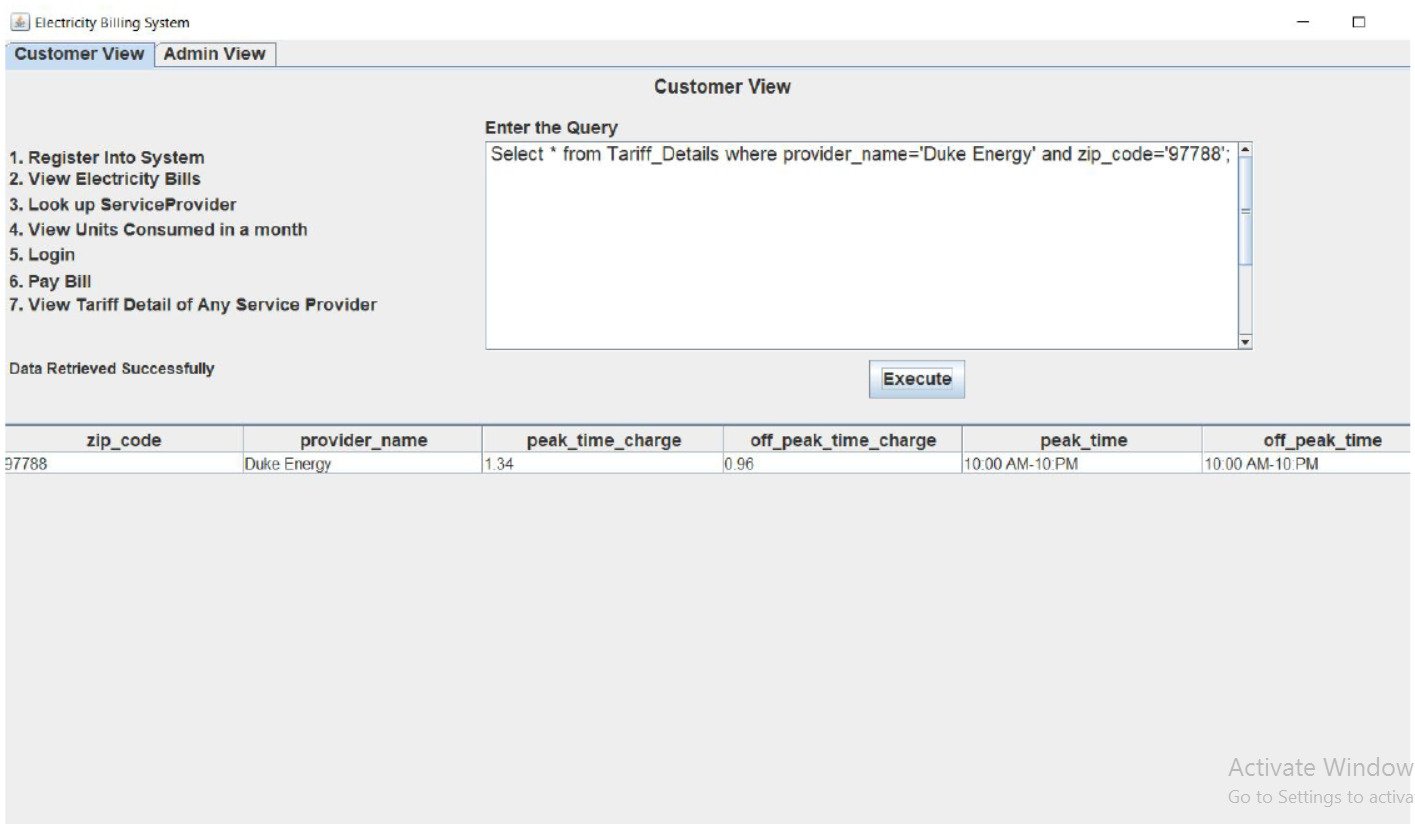 Electricity Billing System
Customer View Admin View
Customer View
Enter the Query
Select * from Tariff_Details where provider_name='Duke Energy' and zip_code='97788';
1. Register Into System
2. View Electricity Bills
3. Look up ServiceProvider
4. View Units Consumed in a month
5. Login
6. Pay Bill
7. View Tariff Detail of Any Service Provider
Data Retrieved Successfully
Execute
zip_code provider_name peak_time_charge off_peak_time_charge peak_time off_peak_time
97788 Duke Energy 1.34 0.96 10:00 AM-10:PM 10:00 AM-10:PM
Activate Window
Go to Settings to activa